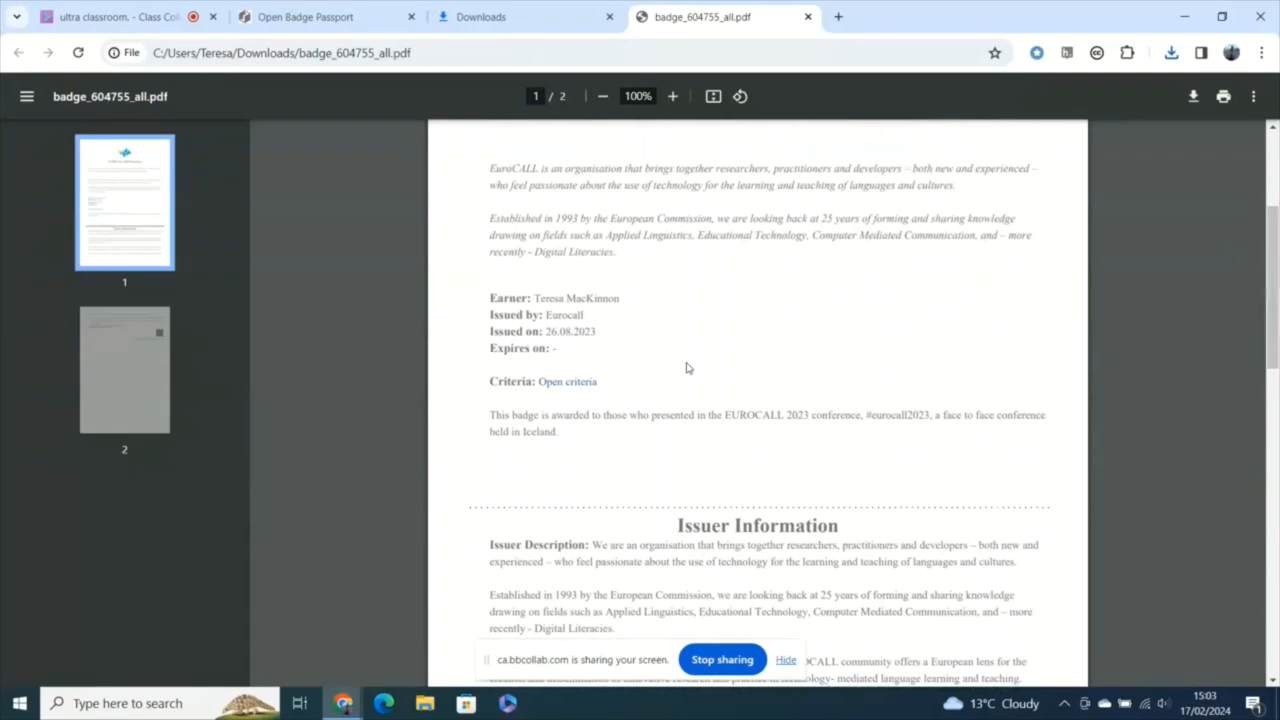 ultra classroom. - Class Col
Open Badge Passport
Downloads
badge_604755_all.pdf
File
C:/Users/Teresa/Downloads/badge_604755_all.pdf
badge_604755_all.pdf
1 / 2
100%
EuroCALL is an organisation that brings together researchers, practitioners and developers – both new and experienced –
who feel passionate about the use of technology for the learning and teaching of languages and cultures.
Established in 1993 by the European Commission, we are looking back at 25 years of forming and sharing knowledge
drawing on fields such as Applied Linguistics, Educational Technology, Computer Mediated Communication, and – more
recently - Digital Literacies.
Earner: Teresa MacKinnon
Issued by: Eurocall
Issued on: 26.08.2023
Expires on: -
Criteria: Open criteria
This badge is awarded to those who presented in the EUROCALL 2023 conference, #eurocall2023, a face to face conference
held in Iceland.
1
2
Issuer Information
Issuer Description: We are an organisation that brings together researchers, practitioners and developers – both new and
experienced – who feel passionate about the use of technology for the learning and teaching of languages and cultures.
Established in 1993 by the European Commission, we are looking back at 25 years of forming and sharing knowledge
drawing on fields such as Applied Linguistics, Educational Technology, Computer Mediated Communication, and – more
recently - Digital Literacies.
ca.bbcollab.com is sharing your screen.
Stop sharing
Hide
OCALL community offers a European lens for the
mediated language learning and teaching.
Type here to search
13°C Cloudy
15:03
17/02/2024